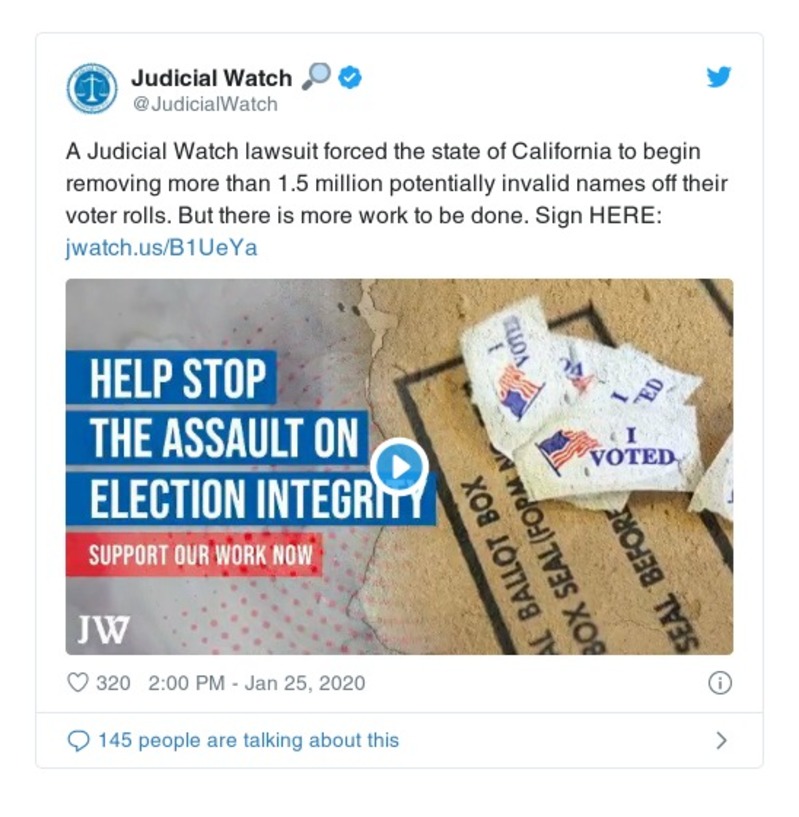 Judicial Watch
@JudicialWatch
A Judicial Watch lawsuit forced the state of California to begin
removing more than 1.5 million potentially invalid names off their
voter rolls. But there is more work to be done. Sign HERE:
jwatch.us/B1UeYa
HELP STOP
THE ASSAULT ON
ELECTION INTEGRITY
SUPPORT OUR WORK NOW
JW
I VOTED
I VOTED
I
VOTED
AL BALLOT BOX
BOX SEAL (FORM
SEAL BEFORE
320 2:00 PM - Jan 25, 2020
145 people are talking about this